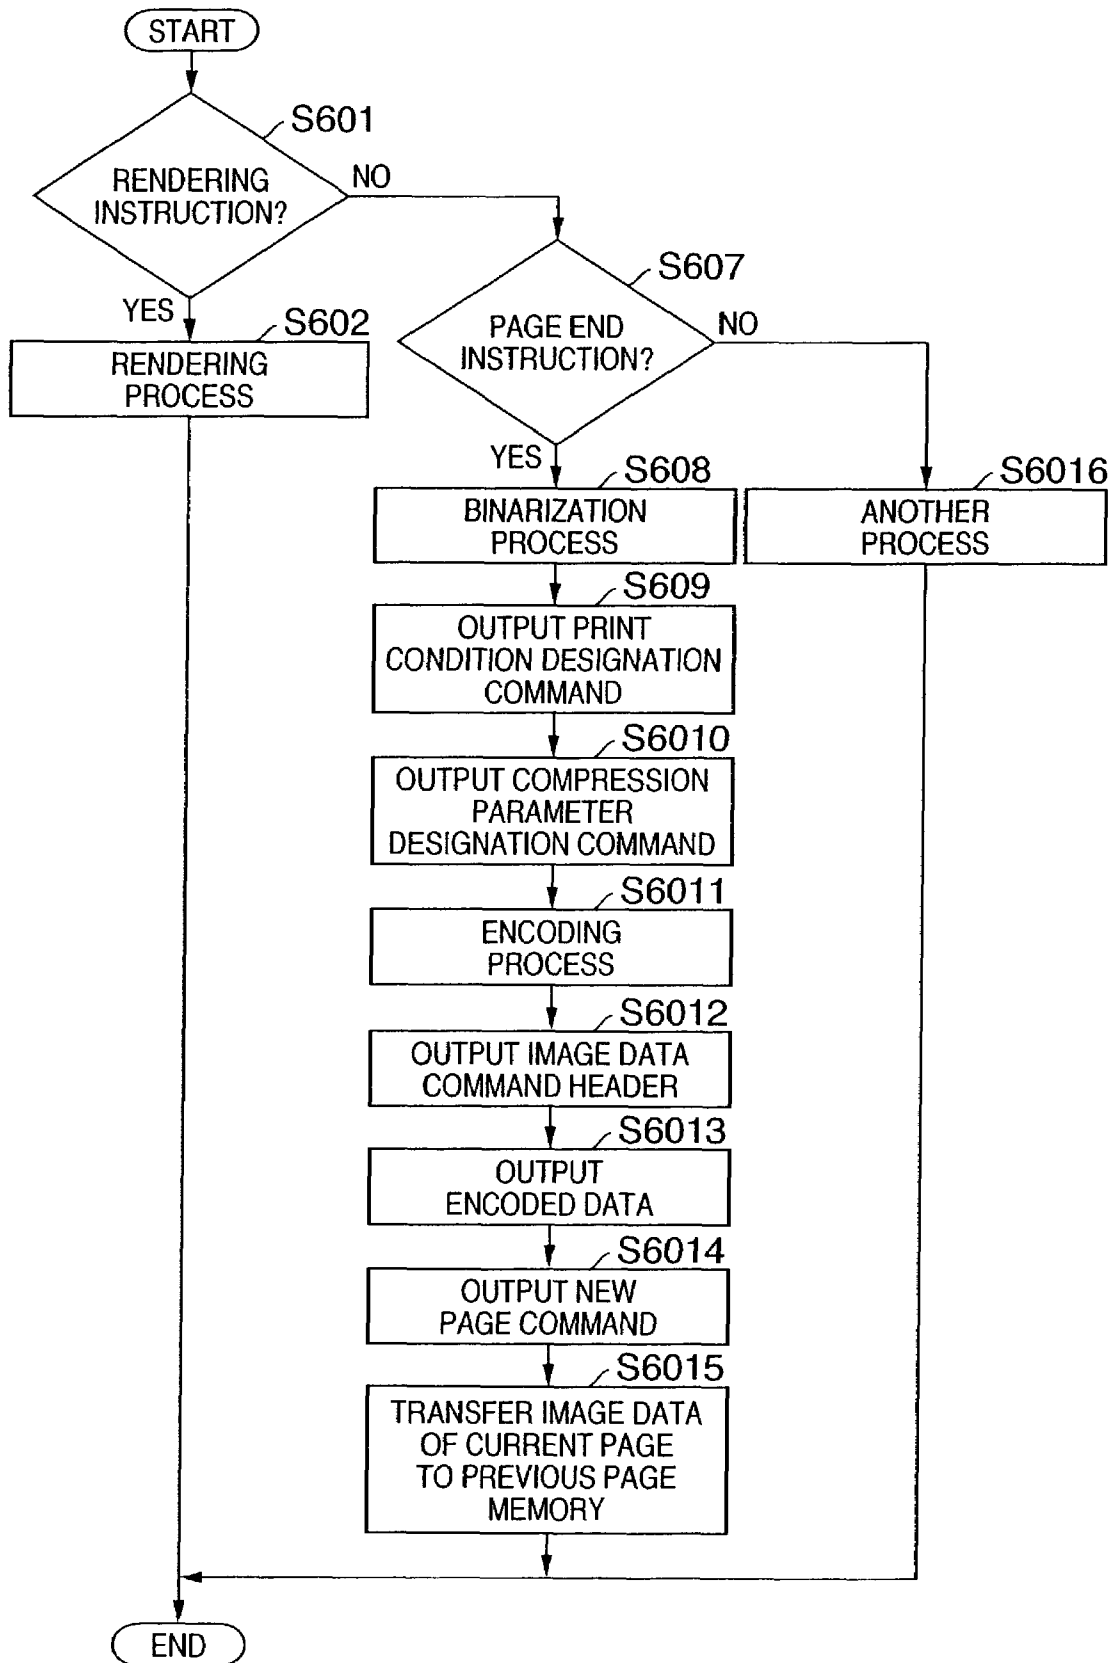 START
S601
RENDERING
INSTRUCTION?
NO
YES
S602
RENDERING
PROCESS
S607
PAGE END
INSTRUCTION?
NO
YES
S608
BINARIZATION
PROCESS
S6016
ANOTHER
PROCESS
S609
OUTPUT PRINT
CONDITION DESIGNATION
COMMAND
S6010
OUTPUT COMPRESSION
PARAMETER
DESIGNATION COMMAND
S6011
ENCODING
PROCESS
S6012
OUTPUT IMAGE DATA
COMMAND HEADER
S6013
OUTPUT
ENCODED DATA
S6014
OUTPUT NEW
PAGE COMMAND
S6015
TRANSFER IMAGE DATA
OF CURRENT PAGE
TO PREVIOUS PAGE
MEMORY
END